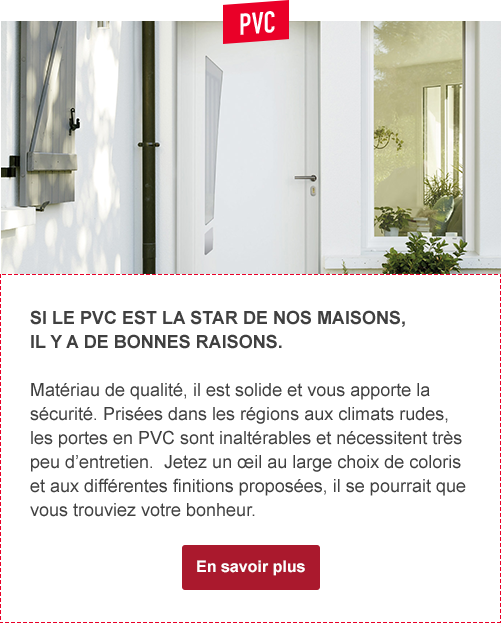 PVC
SI LE PVC EST LA STAR DE NOS MAISONS,
IL Y A DE BONNES RAISONS.
Matériau de qualité, il est solide et vous apporte la
sécurité. Prisées dans les régions aux climats rudes,
les portes en PVC sont inaltérables et nécessitent très
peu d’entretien.  Jetez un œil au large choix de coloris
et aux différentes finitions proposées, il se pourrait que
vous trouviez votre bonheur.
En savoir plus